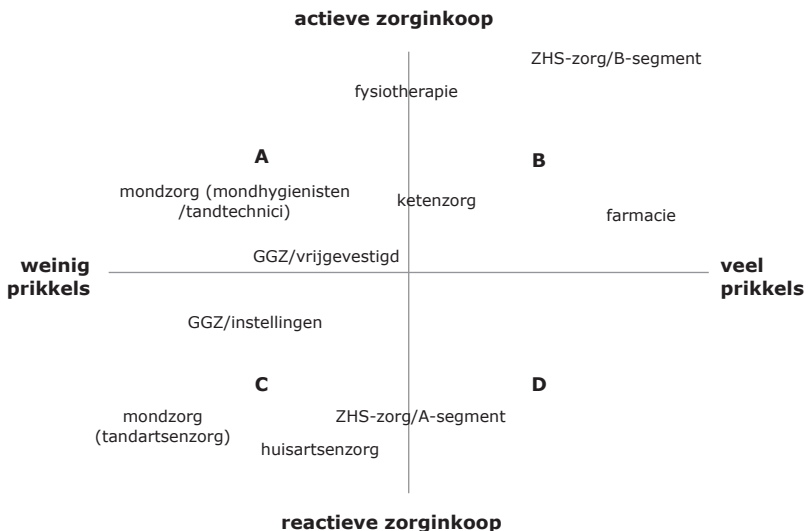 actieve zorginkoop
ZHS-zorg/B-segment
fysiotherapie
A
B
mondzorg (mondhygienisten
/tandtechnici)
ketenzorg
farmacie
GGZ/vrijgevestigd
weinig
prikkels
veel
prikkels
GGZ/instellingen
C
D
mondzorg
(tandartsenzorg)
ZHS-zorg/A-segment
huisartsenzorg
reactieve zorginkoop